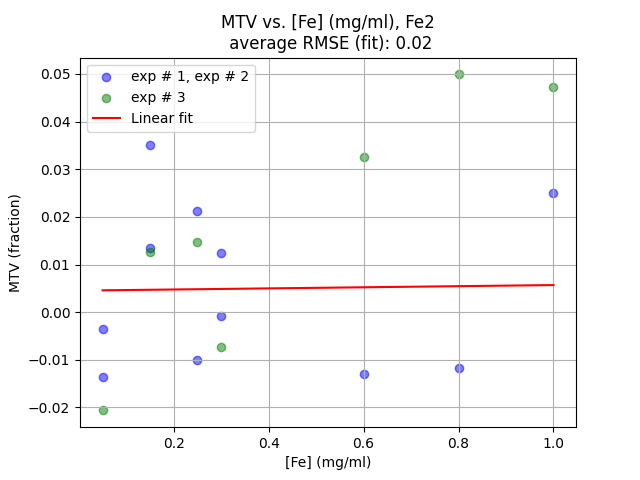 MTV vs. [Fe] (mg/ml), Fe2
average RMSE (fit): 0.02
exp # 1, exp # 2
exp # 3
Linear fit
0.05
0.04
0.03
0.02
0.01
0.00
−0.01
−0.02
MTV (fraction)
0.2 0.4 0.6 0.8 1.0
[Fe] (mg/ml)